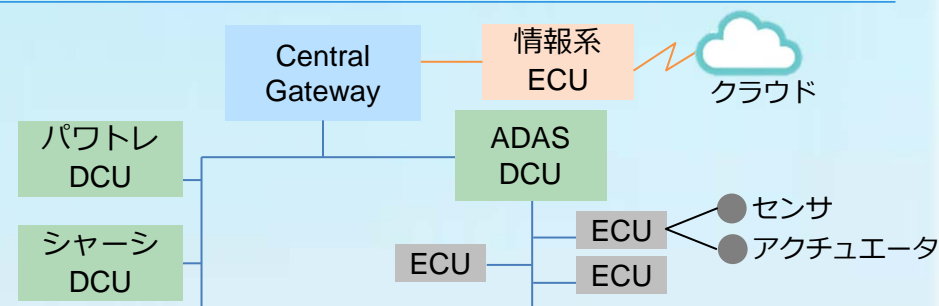 Central
Gateway
情報系
ECU
クラウド
パワトレ
DCU
ADAS
DCU
シャーシ
DCU
ECU
ECU
ECU
センサ
アクチュエータ